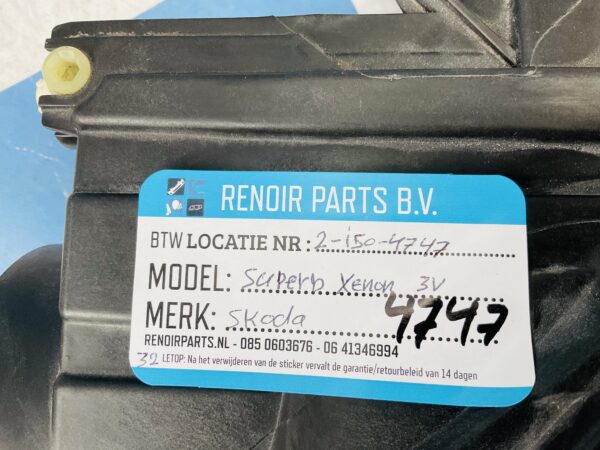 RENOIR PARTS B.V.
BTW LOCATIE NR: 2-150-4747
MODEL: Superb Xenon 3V
MERK: Skoda 4747
RENOIRPARTS.NL - 085 0603676 - 06 41346994
32 LETOP: Na het verwijderen van de sticker vervalt de garantie/retourbeleid van 14 dagen